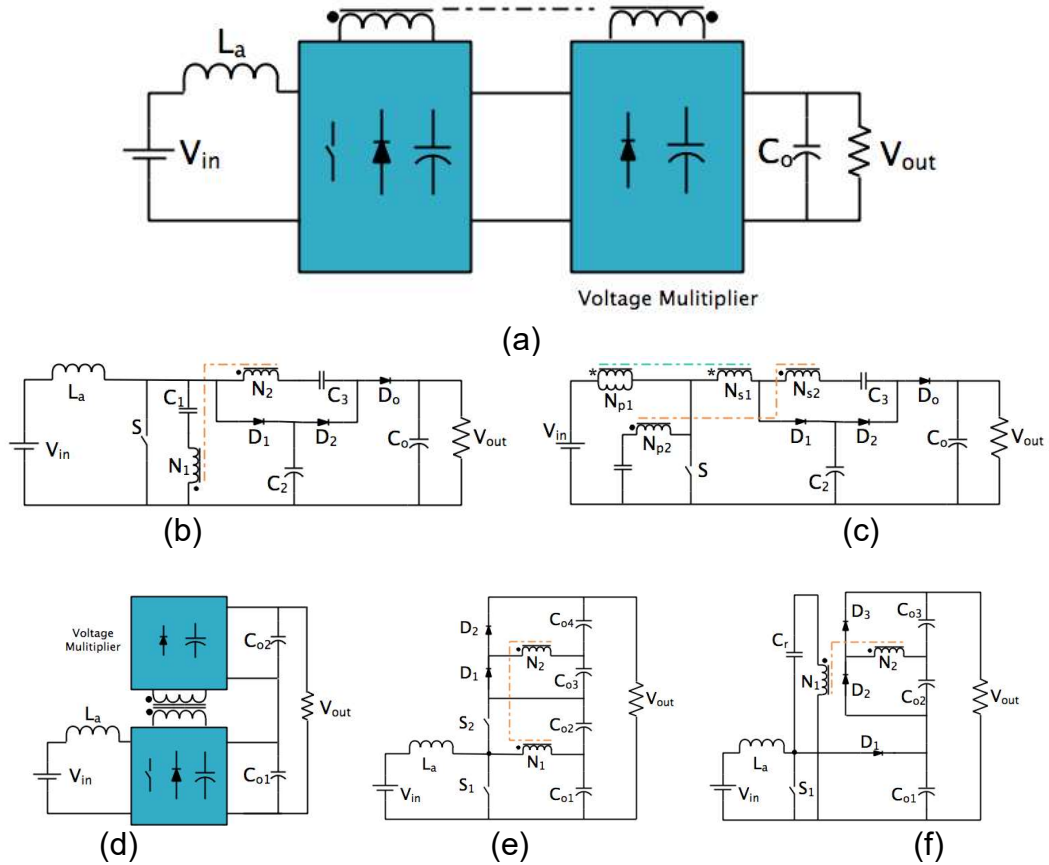 La
Vin
Co
Vout
Voltage Mulitiplier
(a)
La
Vin
S
C1
N1
N2
C3
Do
D1
D2
C2
Co
Vout
(b)
*
Np1
*
Ns1
Ns2
C3
Do
Vin
Np2
S
D1
D2
C2
Co
Vout
(c)
Voltage
Mulitiplier
Co2
La
Vout
Vin
Co1
(d)
D2
Co4
N2
D1
Co3
Vout
S2
Co2
La
N1
Vin
S1
Co1
(e)
D3
Co3
Cr
N1
N2
D2
Co2
Vout
D1
La
Vin
S1
Co1
(f)